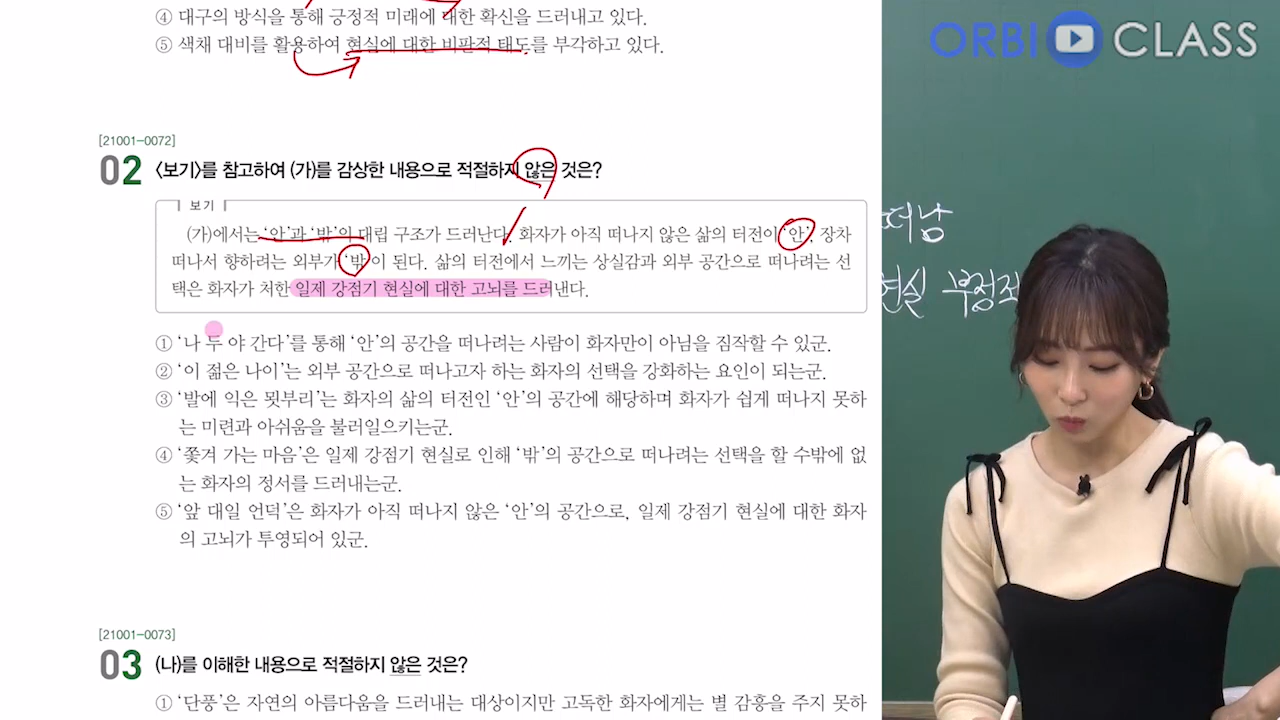 ④ 대구의 방식을 통해 긍정적 미래에 대한 확신을 드러내고 있다.
⑤ 색채 대비를 활용하여 현실에 대한 비판적 태도를 부각하고 있다.
ORBI CLASS
[21001-0072]
02 <보기>를 참고하여 (가)를 감상한 내용으로 적절하지 않은 것은?
보기
(가)에서는 ‘안’과 ‘밖’의 대립 구조가 드러난다. 화자가 아직 떠나지 않은 삶의 터전이 ‘안’, 장차
떠나서 향하려는 외부가 ‘밖’이 된다. 삶의 터전에서 느끼는 상실감과 외부 공간으로 떠나려는 선
택은 화자가 처한 일제 강점기 현실에 대한 고뇌를 드러낸다.
① ‘나 두 야 간다’를 통해 ‘안’의 공간을 떠나려는 사람이 화자만이 아님을 짐작할 수 있군.
② ‘이 젊은 나이’는 외부 공간으로 떠나고자 하는 화자의 선택을 강화하는 요인이 되는군.
③ ‘발에 익은 묏부리’는 화자의 삶의 터전인 ‘안’의 공간에 해당하며 화자가 쉽게 떠나지 못하
는 미련과 아쉬움을 불러일으키는군.
④ ‘쫓겨 가는 마음’은 일제 강점기 현실로 인해 ‘밖’의 공간으로 떠나려는 선택을 할 수밖에 없
는 화자의 정서를 드러내는군.
⑤ ‘앞 대일 언덕’은 화자가 아직 떠나지 않은 ‘안’의 공간으로, 일제 강점기 현실에 대한 화자
의 고뇌가 투영되어 있군.
떠남
현실 부정적
[21001-0073]
03 (나)를 이해한 내용으로 적절하지 않은 것은?
① ‘단풍’은 자연의 아름다움을 드러내는 대상이지만 고독한 화자에게는 별 감흥을 주지 못하